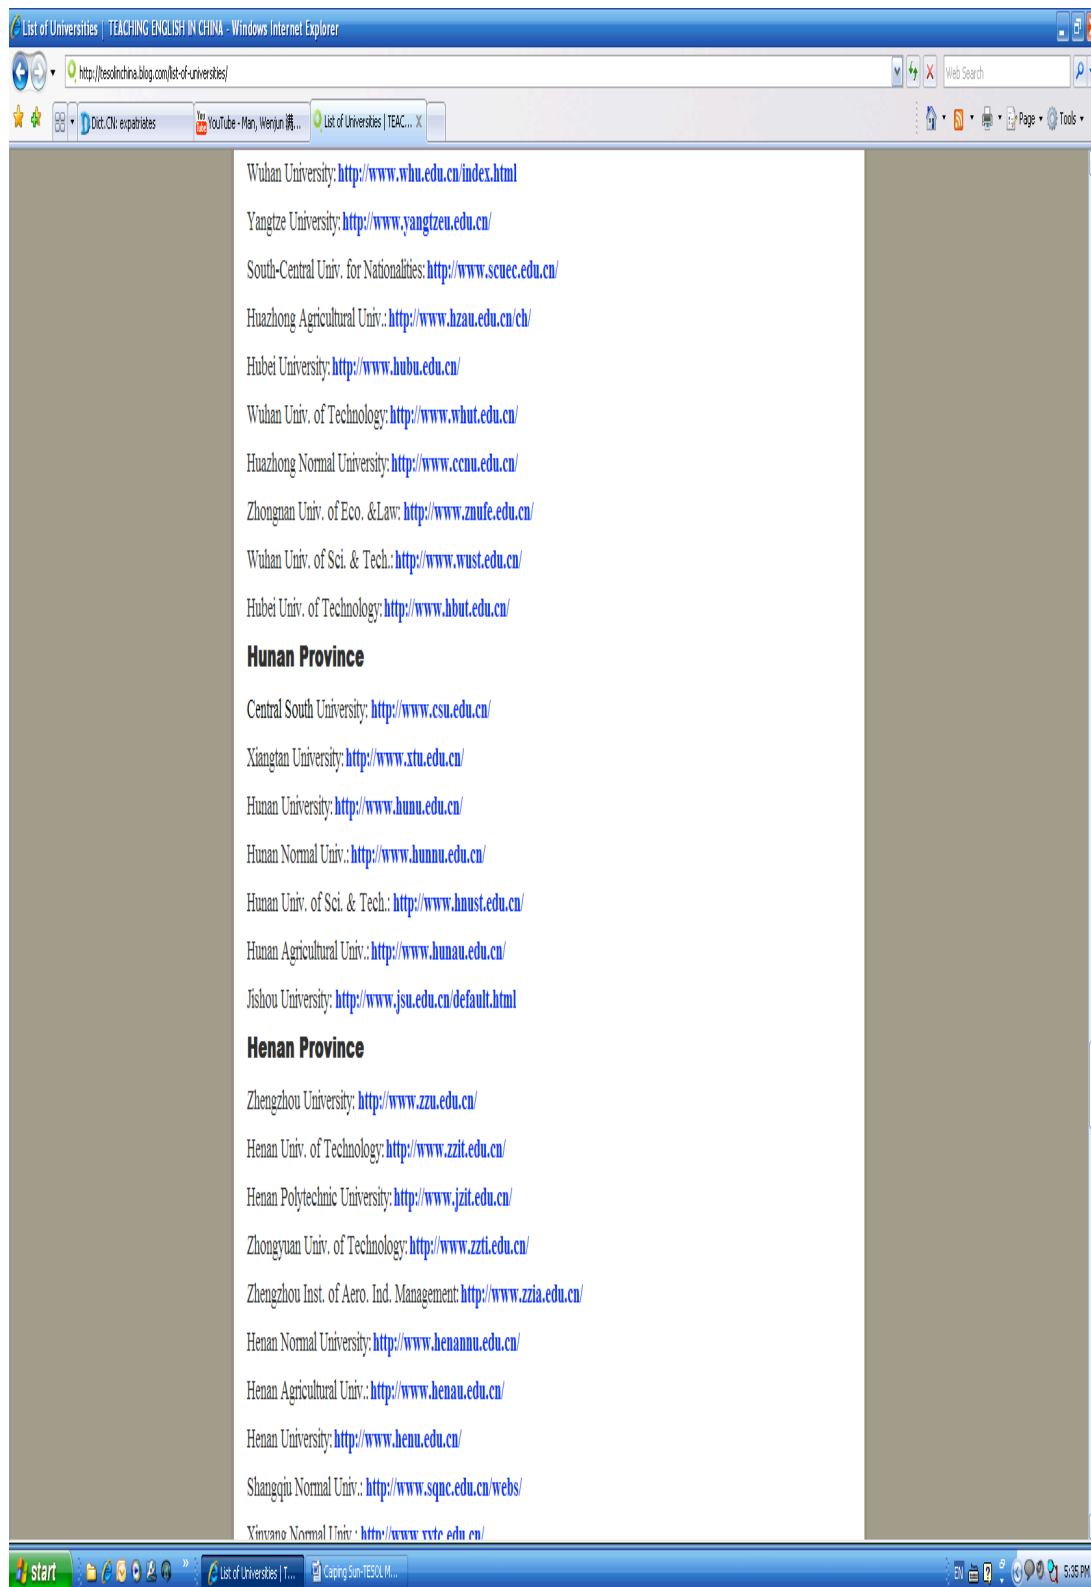 List of Universities | TEACHING ENGLISH IN CHINA - Windows Internet Explorer
http://tesolinchina.blog.com/list-of-universities/
Web Search
Dict.CN: expatriates
YouTube - Man, Wenjun 满...
List of Universities | TEAC... X
Page
Tools
Wuhan University: http://www.whu.edu.cn/index.html
Yangtze University: http://www.yangtzeu.edu.cn/
South-Central Univ. for Nationalities: http://www.scuec.edu.cn/
Huazhong Agricultural Univ.: http://www.hzau.edu.cn/ch/
Hubei University: http://www.hubu.edu.cn/
Wuhan Univ. of Technology: http://www.whut.edu.cn/
Huazhong Normal University: http://www.ccnu.edu.cn/
Zhongnan Univ. of Eco. &Law: http://www.znufe.edu.cn/
Wuhan Univ. of Sci. & Tech.: http://www.wust.edu.cn/
Hubei Univ. of Technology: http://www.hbut.edu.cn/
Hunan Province
Central South University: http://www.csu.edu.cn/
Xiangtan University: http://www.xtu.edu.cn/
Hunan University: http://www.hunu.edu.cn/
Hunan Normal Univ.: http://www.hunnu.edu.cn/
Hunan Univ. of Sci. & Tech.: http://www.hnust.edu.cn/
Hunan Agricultural Univ.: http://www.hunau.edu.cn/
Jishou University: http://www.jsu.edu.cn/default.html
Henan Province
Zhengzhou University: http://www.zzu.edu.cn/
Henan Univ. of Technology: http://www.zzit.edu.cn/
Henan Polytechnic University: http://www.jzit.edu.cn/
Zhongyuan Univ. of Technology: http://www.zzti.edu.cn/
Zhengzhou Inst. of Aero. Ind. Management: http://www.zzia.edu.cn/
Henan Normal University: http://www.henannu.edu.cn/
Henan Agricultural Univ.: http://www.henau.edu.cn/
Henan University: http://www.henu.edu.cn/
Shangqiu Normal Univ.: http://www.sqnc.edu.cn/webs/
Xinyang Normal Univ.: http://www.xytc.edu.cn/
start
List of Universities | T...
Caiping Sun-TESOL M...
EN
5:35 PM